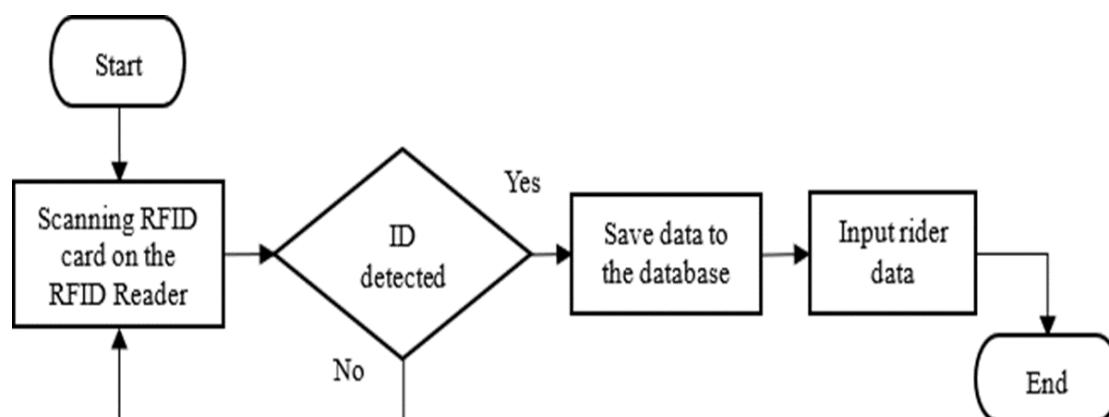 Start
Scanning RFID
card on the
RFID Reader
ID
detected
Yes
No
Save data to
the database
Input rider
data
End